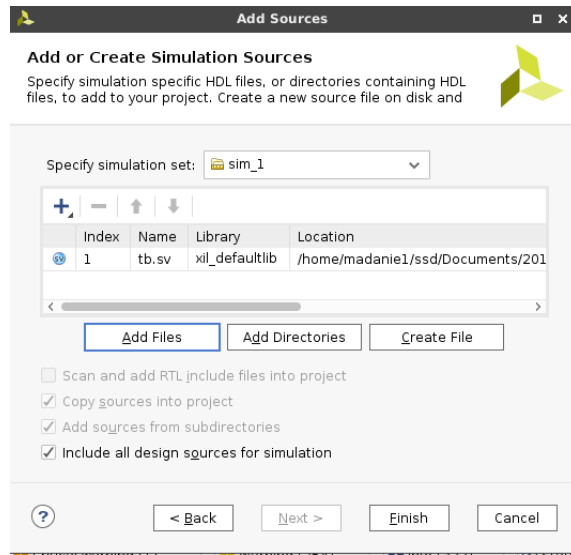 Add Sources
Add or Create Simulation Sources
Specify simulation specific HDL files, or directories containing HDL
files, to add to your project. Create a new source file on disk and
Specify simulation set: sim_1
Index Name Library Location
sv 1 tb.sv xil_defaultlib /home/madanie1/ssd/Documents/201
Add Files Add Directories Create File
Scan and add RTL include files into project
Copy sources into project
Add sources from subdirectories
Include all design sources for simulation
? < Back Next > Finish Cancel